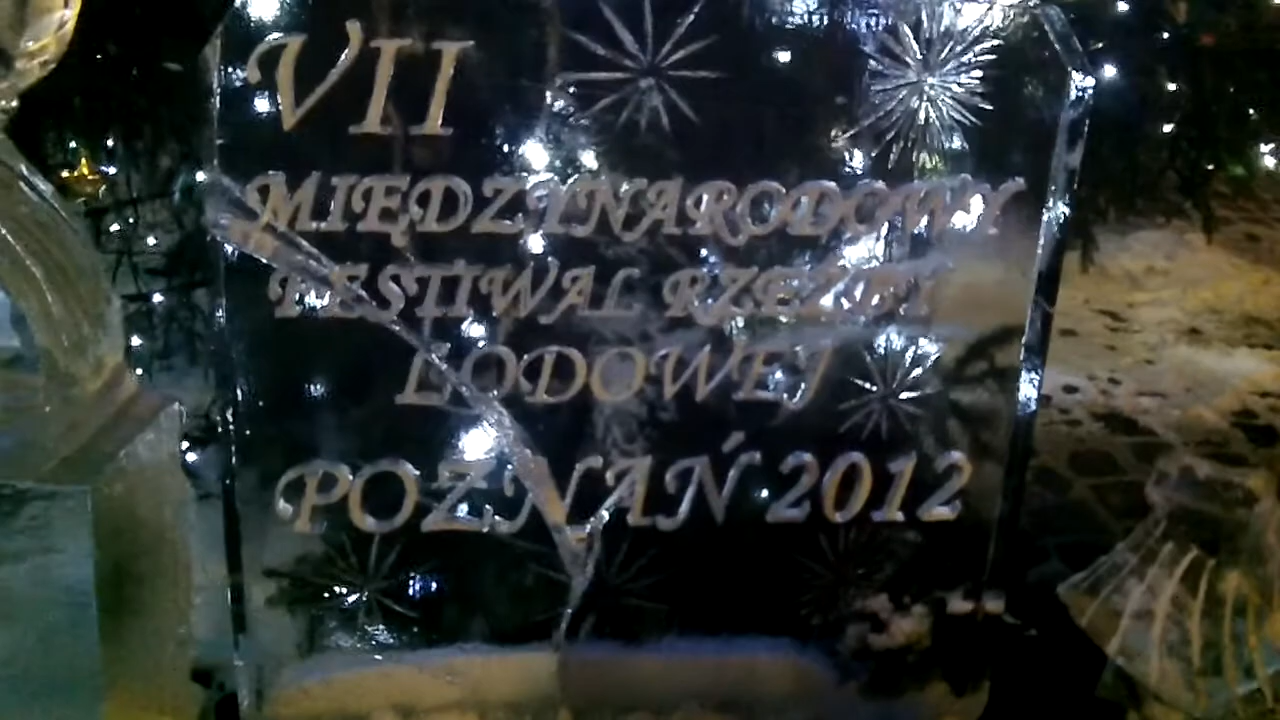 VII
MIĘDZYNARODOWY
FESTIWAL RZEŹBY
LODOWEJ
POZNAŃ 2012